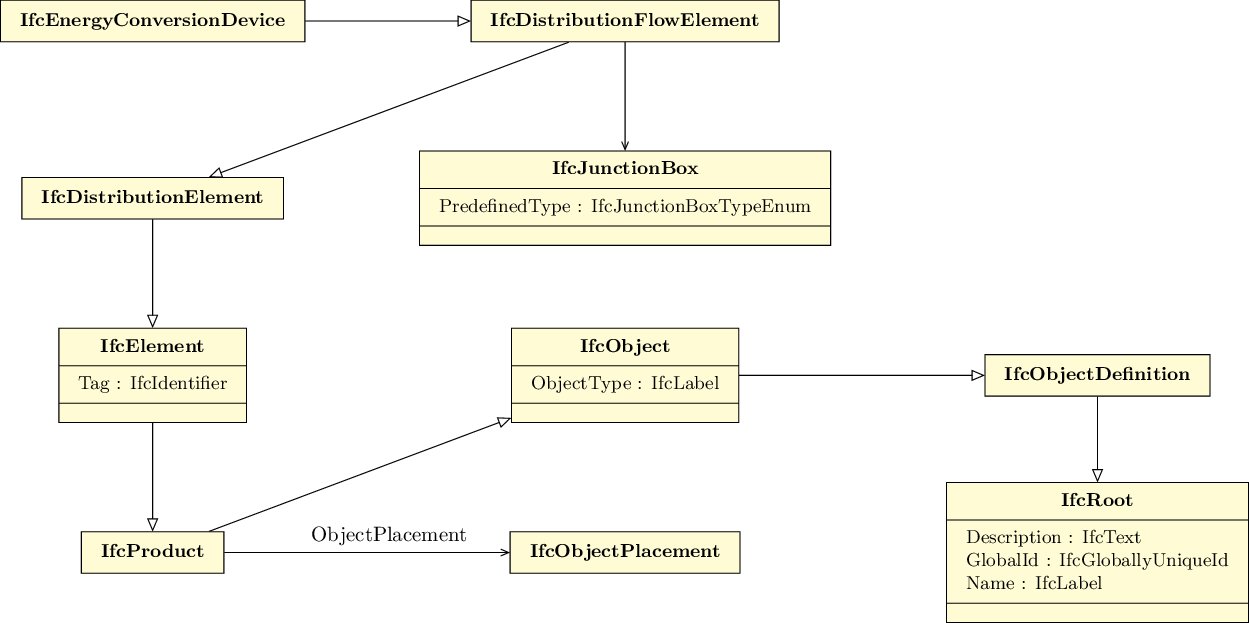 IfcEnergyConversionDevice
IfcDistributionFlowElement
IfcJunctionBox
PredefinedType : IfcJunctionBoxTypeEnum
IfcDistributionElement
IfcElement
Tag : IfcIdentifier
IfcObject
ObjectType : IfcLabel
IfcObjectDefinition
IfcRoot
Description : IfcText
GlobalId : IfcGloballyUniqueId
Name : IfcLabel
ObjectPlacement
IfcProduct
IfcObjectPlacement